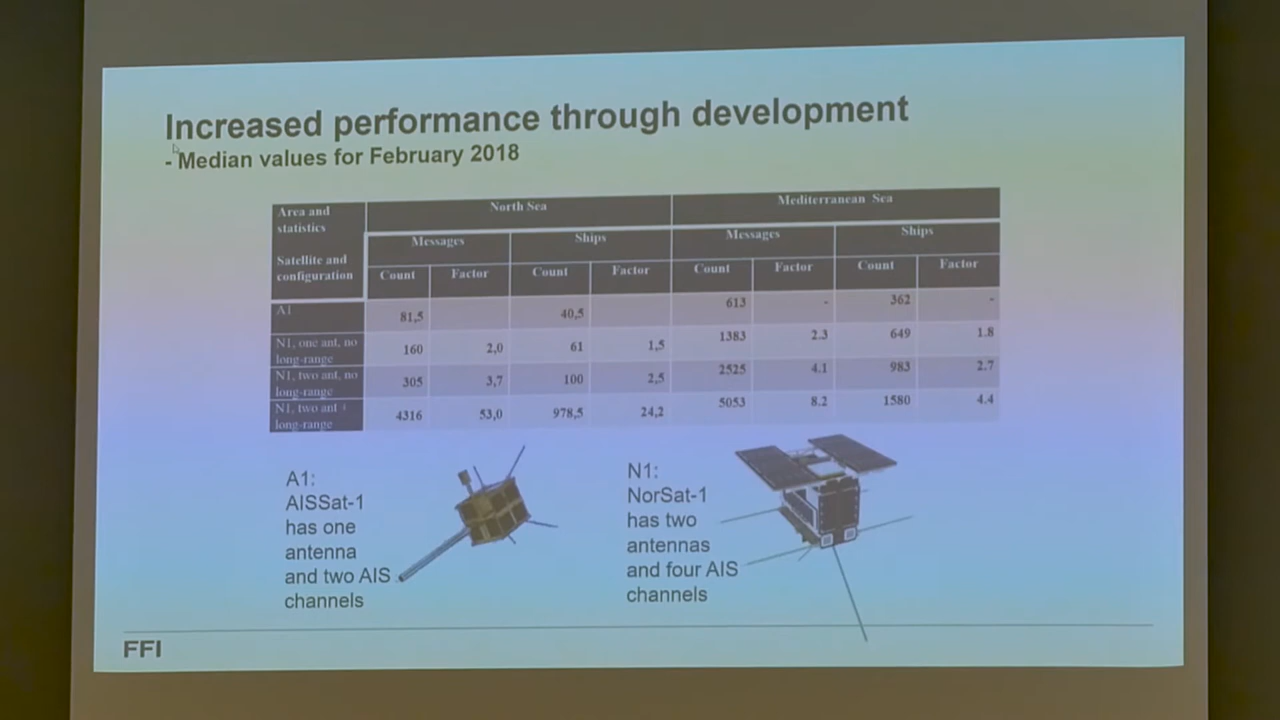 Increased performance through development
- Median values for February 2018
Area and statistics North Sea Mediterranean Sea
Messages Ships Messages Ships
Satellite and configuration Count Factor Count Factor Count Factor Count Factor
A1 81,5 40,5 613 - 362 -
N1, one ant, no long-range 160 2,0 61 1,5 1383 2.3 649 1.8
N1, two ant, no long-range 305 3,7 100 2,5 2525 4.1 983 2.7
N1, two ant + long-range 4316 53,0 978,5 24,2 5053 8.2 1580 4.4
A1:
AISSat-1
has one
antenna
and two AIS
channels
N1:
NorSat-1
has two
antennas
and four AIS
channels
FFI